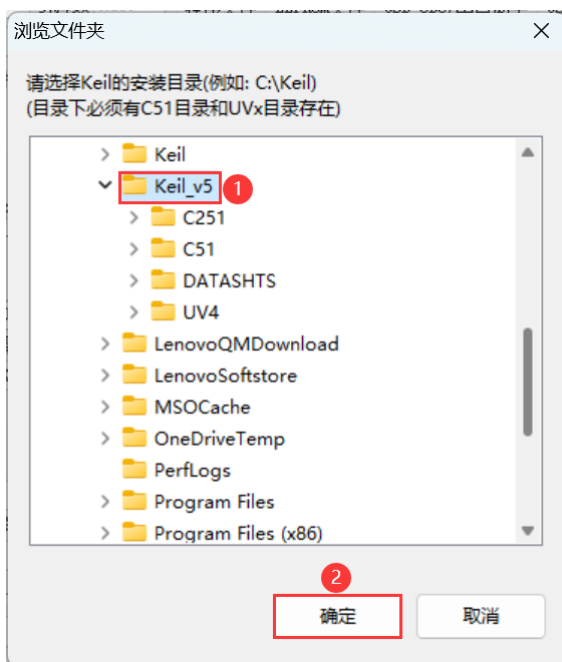 浏览文件夹
请选择Keil的安装目录(例如: C:\Keil)
(目录下必须有C51目录和UVx目录存在)
Keil
Keil_v5
1
C251
C51
DATASHTS
UV4
LenovoQMDownload
LenovoSoftstore
MSOCache
OneDriveTemp
PerfLogs
Program Files
Program Files (x86)
2
确定
取消